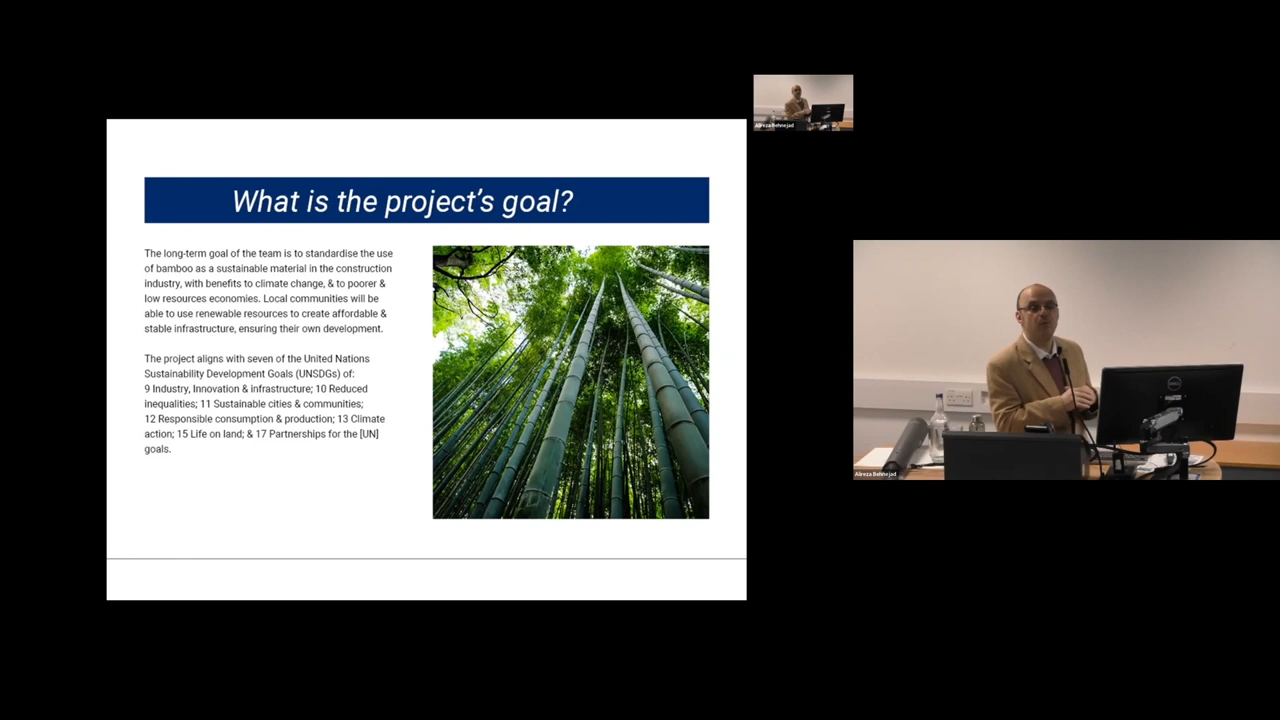 What is the project's goal?
The long-term goal of the team is to standardise the use
of bamboo as a sustainable material in the construction
industry, with benefits to climate change, & to poorer &
low resources economies. Local communities will be
able to use renewable resources to create affordable &
stable infrastructure, ensuring their own development.
The project aligns with seven of the United Nations
Sustainability Development Goals (UNSDGs) of:
9 Industry, Innovation & infrastructure; 10 Reduced
inequalities; 11 Sustainable cities & communities;
12 Responsible consumption & production; 13 Climate
action; 15 Life on land; & 17 Partnerships for the [UN]
goals.
Alireza Behnejad
DELL
Alireza Behnejad